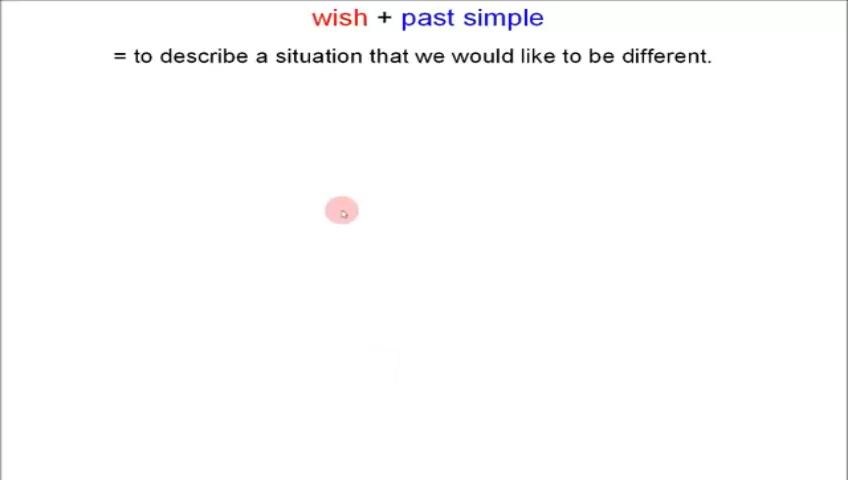 wish + past simple
= to describe a situation that we would like to be different.